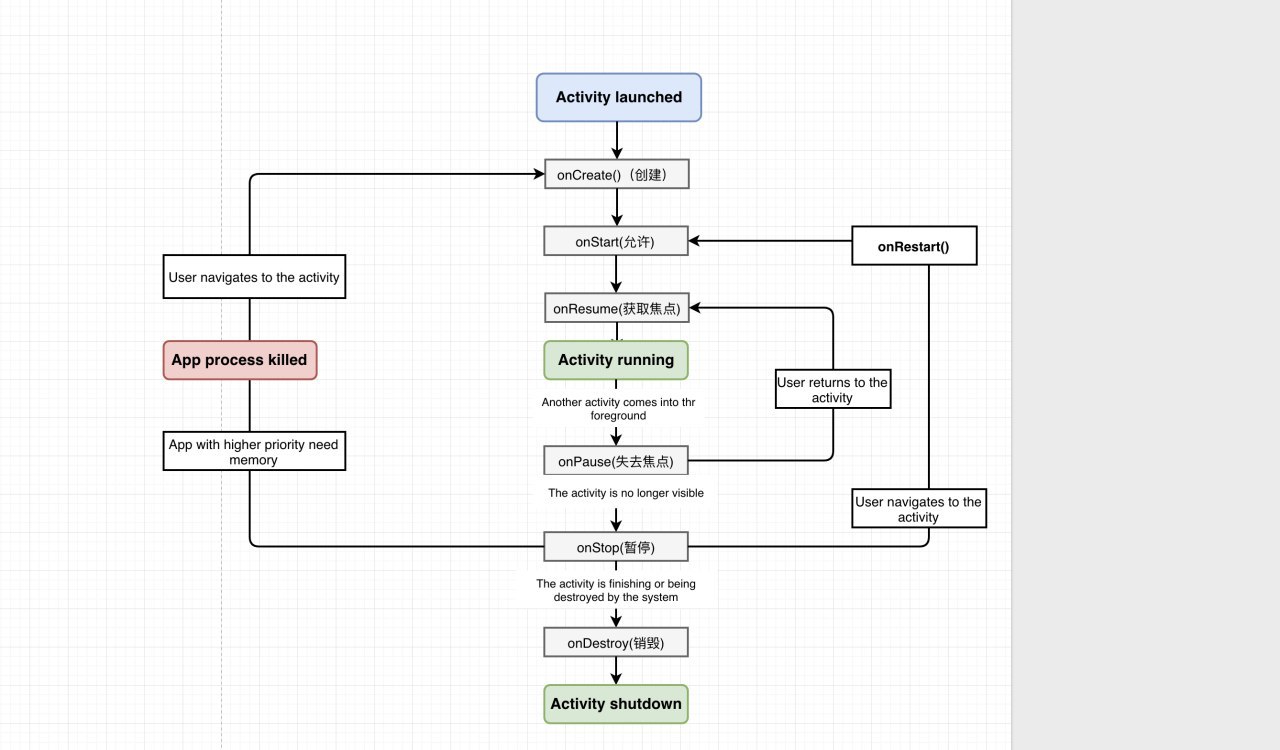 Activity launched
onCreate()（创建）
onStart(允许)
onRestart()
User navigates to the activity
onResume(获取焦点)
App process killed
Activity running
User returns to the
activity
Another activity comes into thr
foreground
App with higher priority need
memory
onPause(失去焦点)
The activity is no longer visible
User navigates to the
activity
onStop(暂停)
The activity is finishing or being
destroyed by the system
onDestroy(销毁)
Activity shutdown